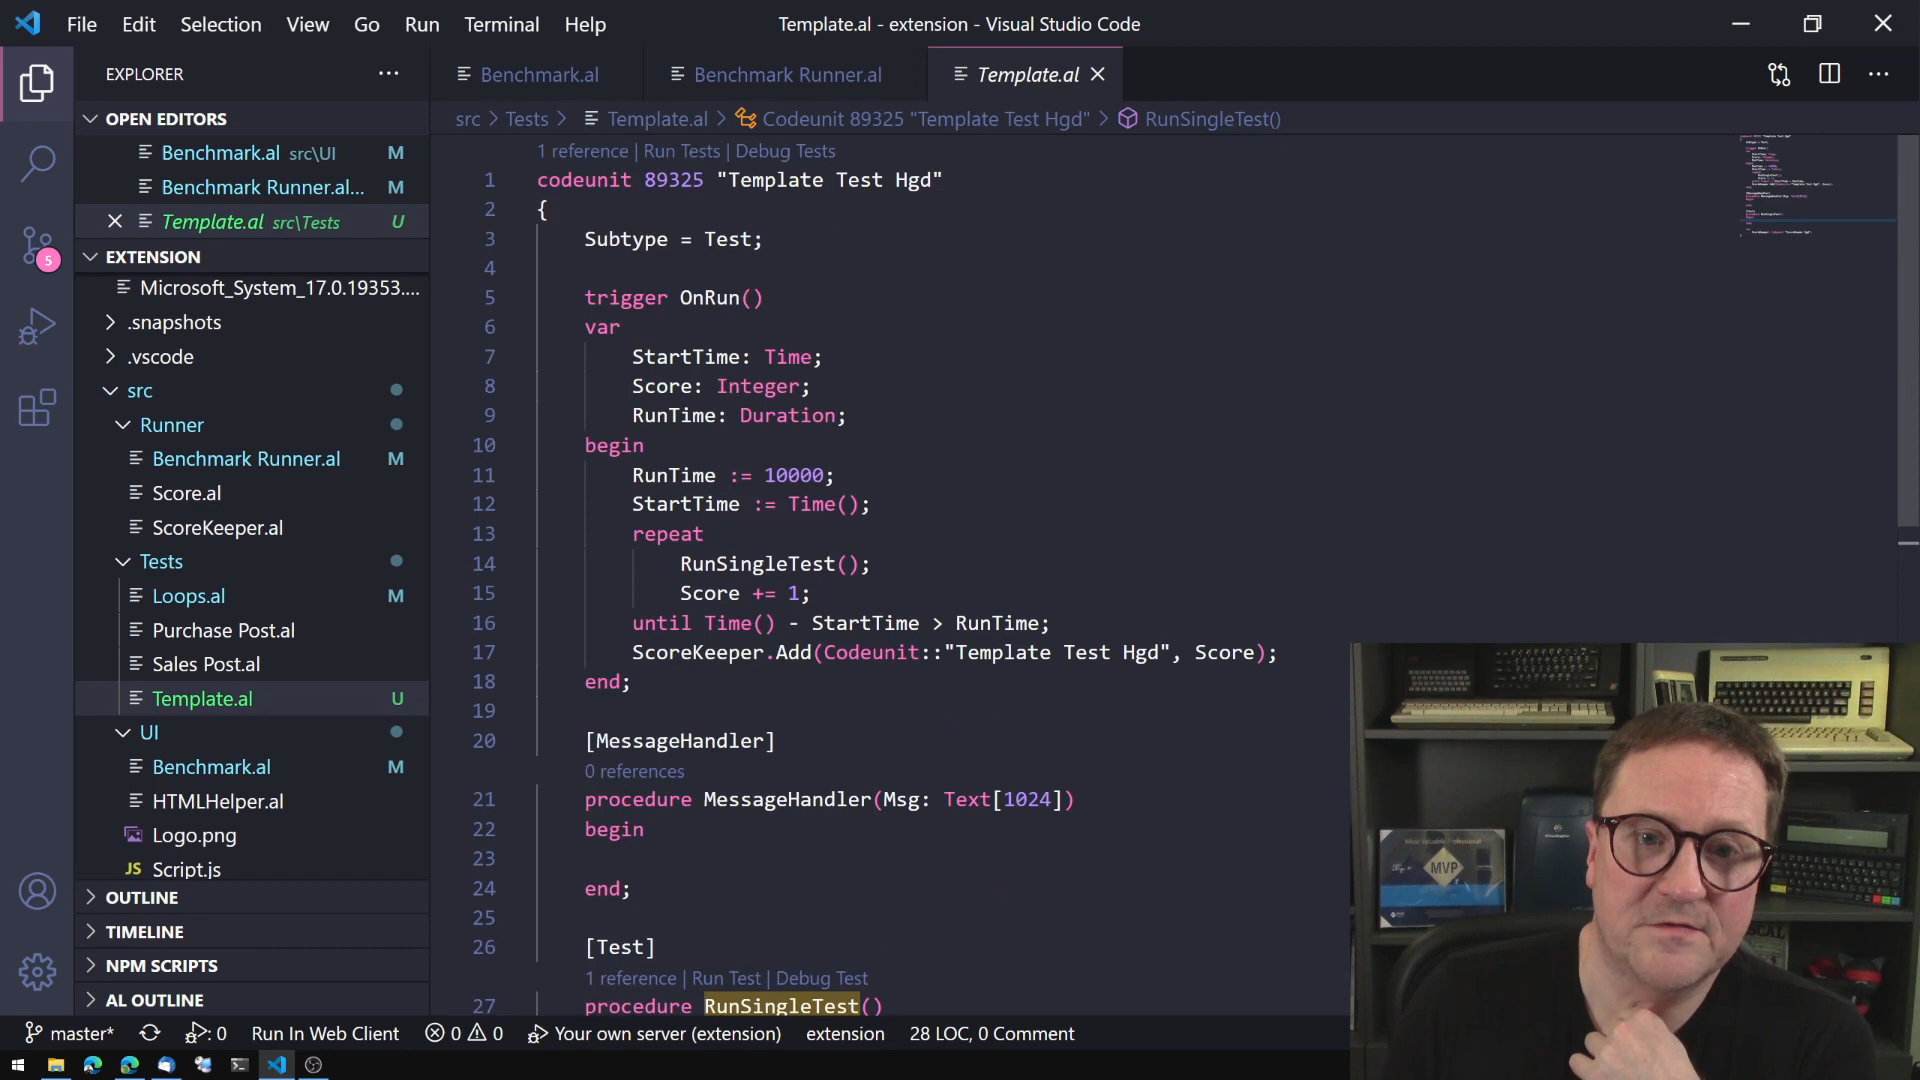 File Edit Selection View Go Run Terminal Help
Template.al - extension - Visual Studio Code
EXPLORER
OPEN EDITORS
Benchmark.al src\UI M
Benchmark Runner.al... M
Template.al src\Tests U
EXTENSION
Microsoft_System_17.0.19353....
.snapshots
.vscode
src
Runner
Benchmark Runner.al M
Score.al
ScoreKeeper.al
Tests
Loops.al M
Purchase Post.al
Sales Post.al
Template.al U
UI
Benchmark.al M
HTMLHelper.al
Logo.png
JS Script.js
OUTLINE
TIMELINE
NPM SCRIPTS
AL OUTLINE
5
Benchmark.al Benchmark Runner.al Template.al
src > Tests > Template.al > Codeunit 89325 "Template Test Hgd" > RunSingleTest()
1 reference | Run Tests | Debug Tests
1 codeunit 89325 "Template Test Hgd"
2 {
3 Subtype = Test;
4
5 trigger OnRun()
6 var
7 StartTime: Time;
8 Score: Integer;
9 RunTime: Duration;
10 begin
11 RunTime := 10000;
12 StartTime := Time();
13 repeat
14 RunSingleTest();
15 Score += 1;
16 until Time() - StartTime > RunTime;
17 ScoreKeeper.Add(Codeunit::"Template Test Hgd", Score);
18 end;
19
20 [MessageHandler]
0 references
21 procedure MessageHandler(Msg: Text[1024])
22 begin
23
24 end;
25
26 [Test]
1 reference | Run Test | Debug Test
27 procedure RunSingleTest()
MVP
master* 0 Run In Web Client 0 0 Your own server (extension) extension 28 LOC, 0 Comment